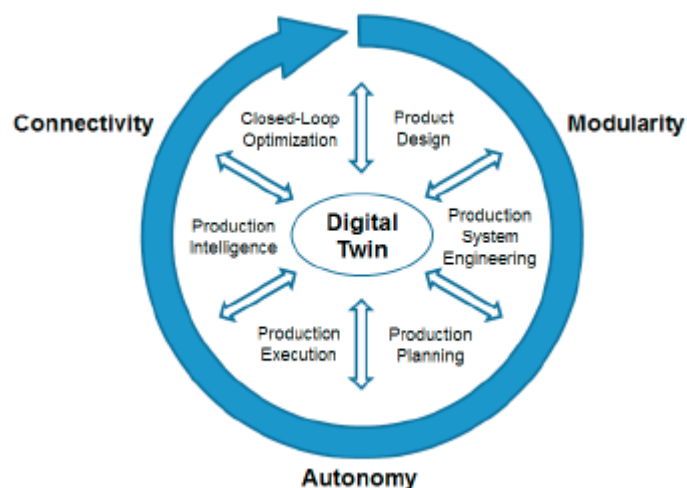 Connectivity
Modularity
Closed-Loop
Optimization
Product
Design
Production
Intelligence
Digital
Twin
Production
System
Engineering
Production
Execution
Production
Planning
Autonomy